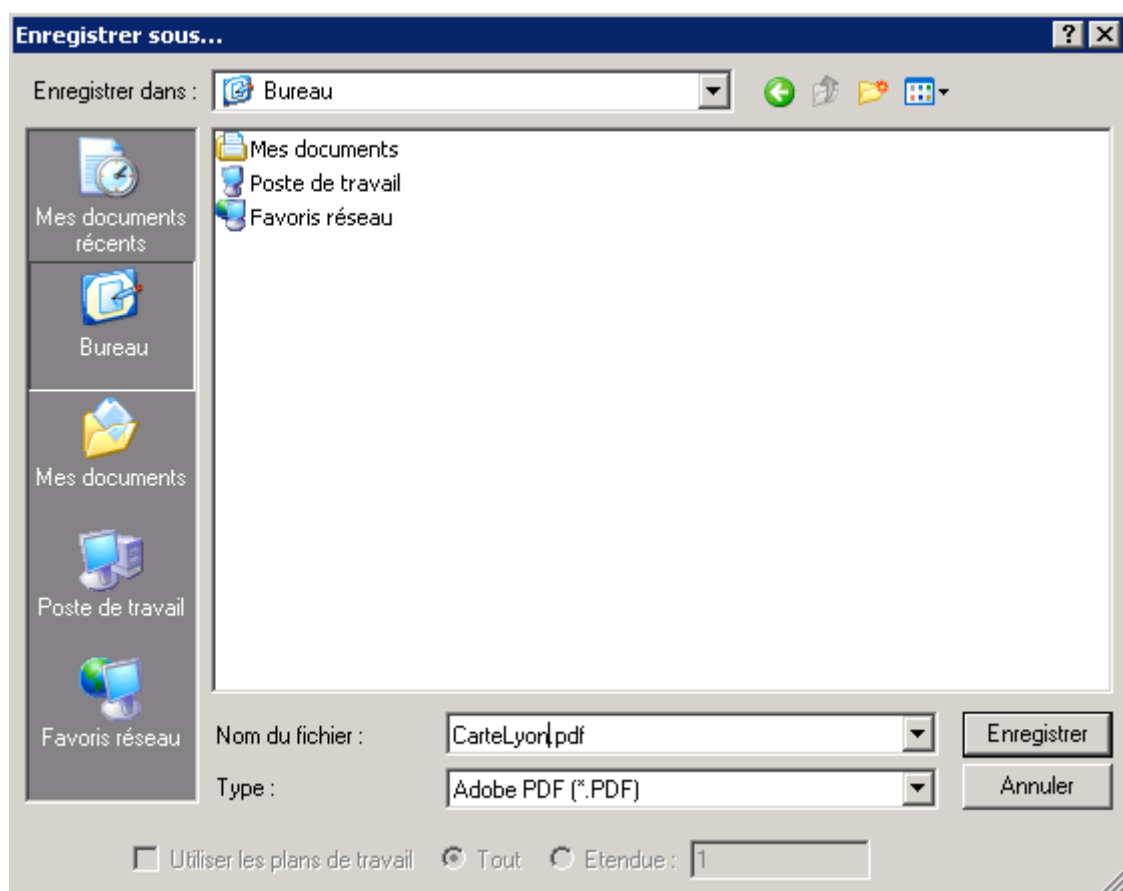 Enregistrer sous...
Enregistrer dans :
Bureau
Mes documents
récents
Bureau
Mes documents
Poste de travail
Favoris réseau
Mes documents
Poste de travail
Favoris réseau
Nom du fichier :
CarteLyon.pdf
Enregistrer
Type :
Adobe PDF (*.PDF)
Annuler
Utiliser les plans de travail
Tout
Etendue :
1